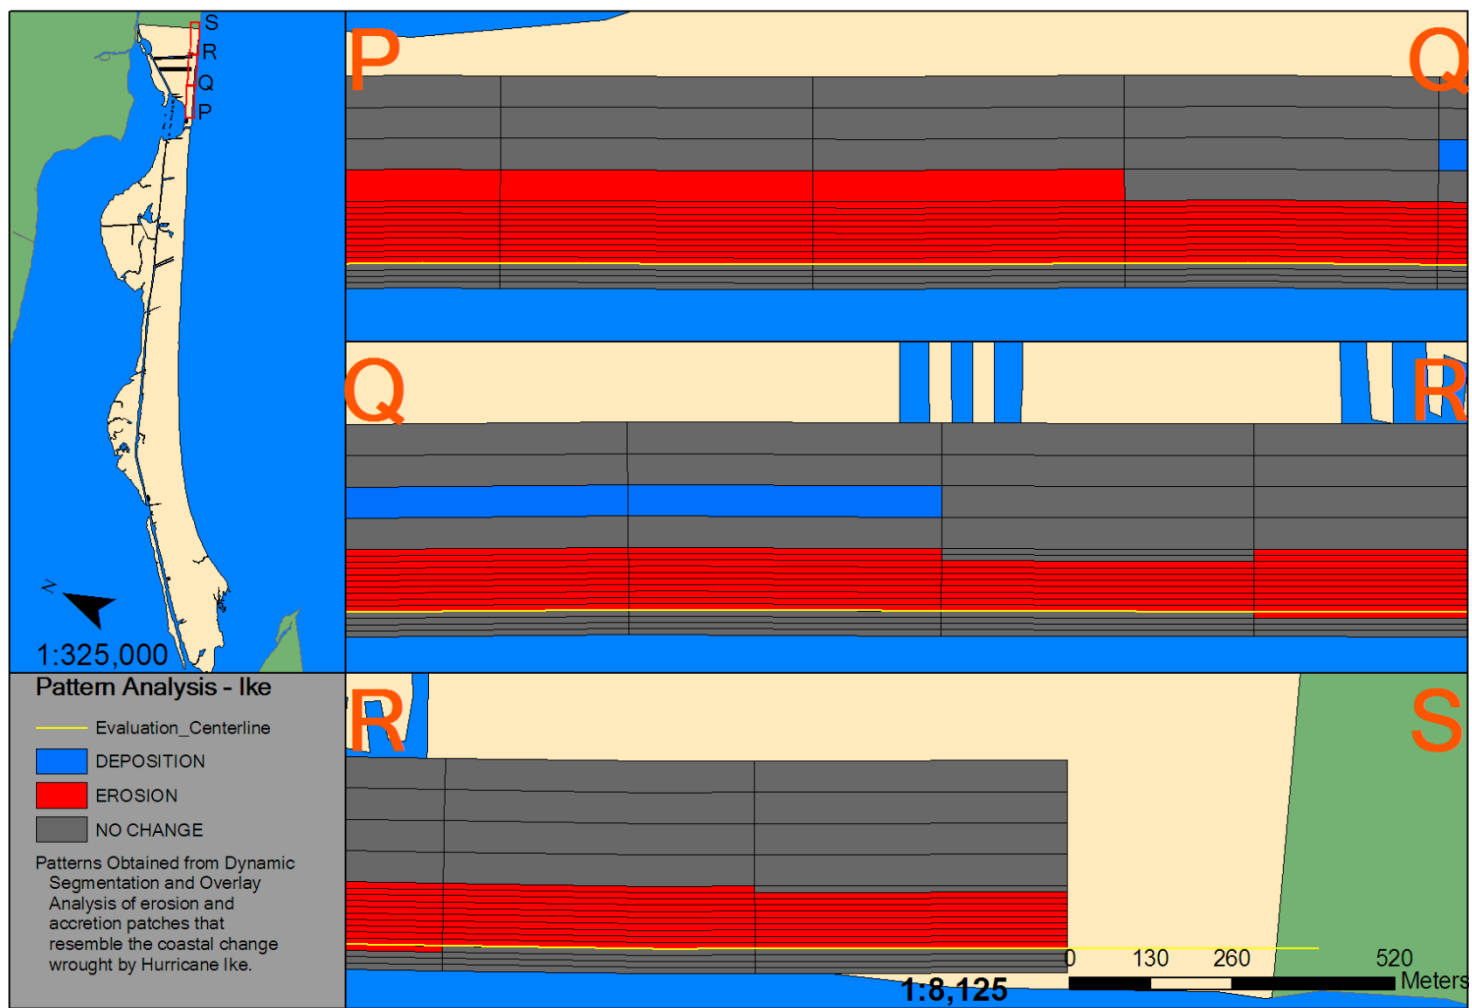 S
R
Q
P
N
1:325,000
P
Q
Q
R
R
S
Pattern Analysis - Ike
Evaluation_Centerline
DEPOSITION
EROSION
NO CHANGE
Patterns Obtained from Dynamic
Segmentation and Overlay
Analysis of erosion and
accretion patches that
resemble the coastal change
wrought by Hurricane Ike.
0 130 260 520
Meters
1:8,125